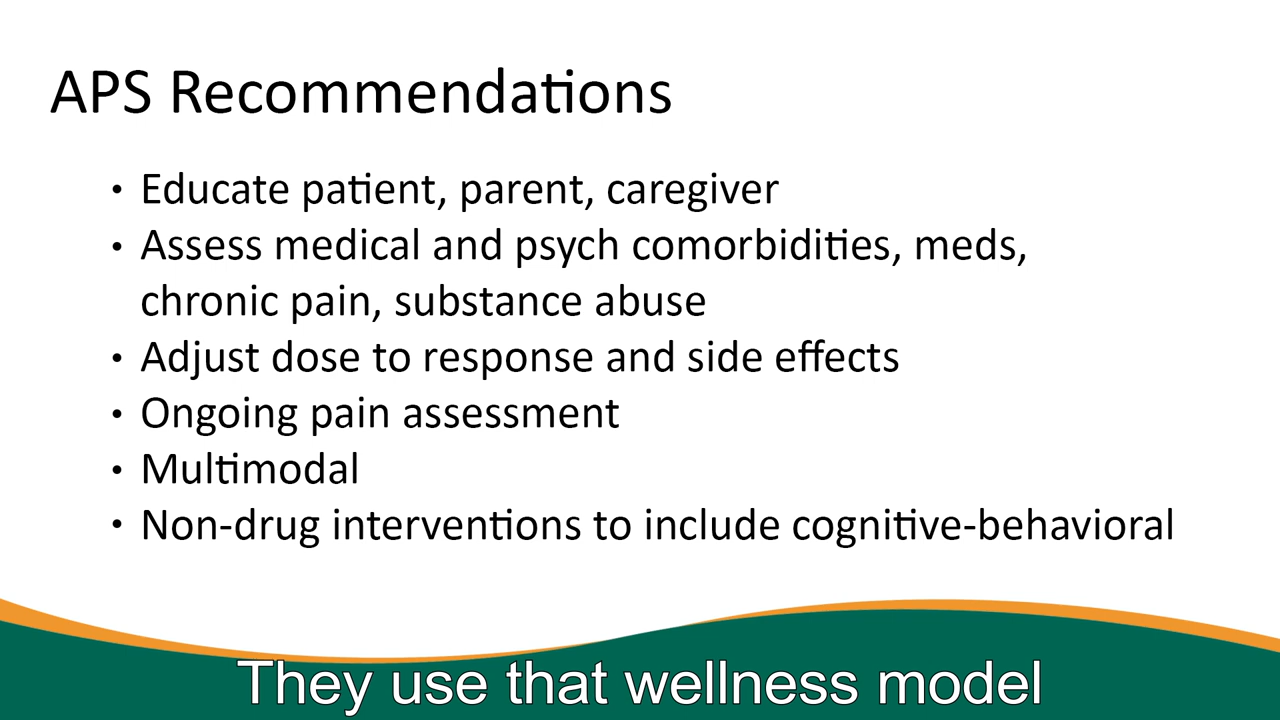 APS Recommendations
• Educate patient, parent, caregiver
• Assess medical and psych comorbidities, meds,
chronic pain, substance abuse
• Adjust dose to response and side effects
• Ongoing pain assessment
• Multimodal
• Non-drug interventions to include cognitive-behavioral
They use that wellness model